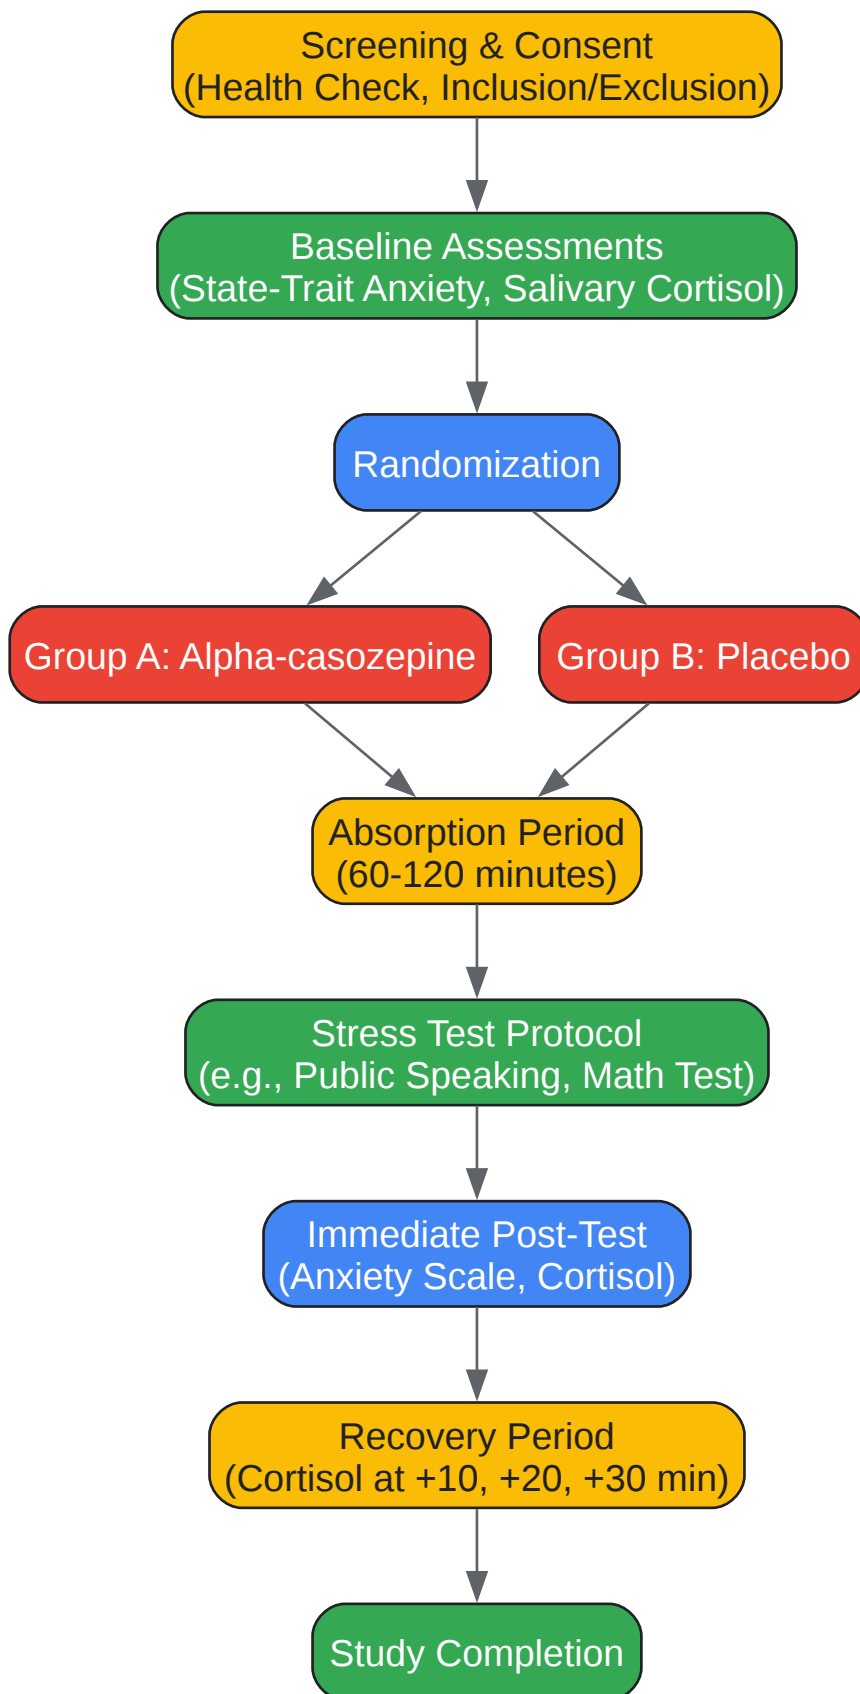 Screening & Consent
(Health Check, Inclusion/Exclusion)
Baseline Assessments
(State-Trait Anxiety, Salivary Cortisol)
Randomization
Group A: Alpha-casozepine
Group B: Placebo
Absorption Period
(60-120 minutes)
Stress Test Protocol
(e.g., Public Speaking, Math Test)
Immediate Post-Test
(Anxiety Scale, Cortisol)
Recovery Period
(Cortisol at +10, +20, +30 min)
Study Completion